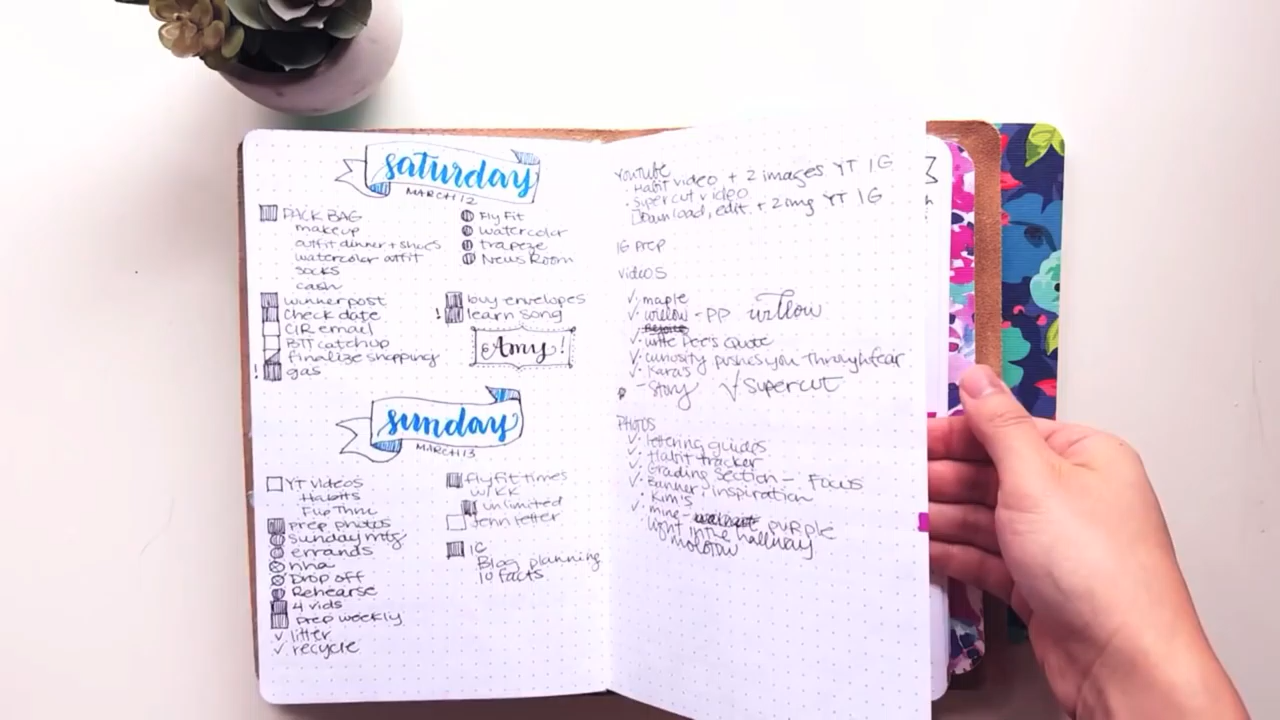 saturday
MARCH 12
PACK BAG
makeup
outfit dinner + shoes
watercolor outfit
socks
cash
winner post
check date
CIR email
BTT catchup
finalize shopping
! gas
Fly Fit
watercolor
trapeze
News Room
buy envelopes
! learn song
Amy!
sunday
MARCH 13
YT videos
Habits
Flip Thru
prep photos
sunday mtg
errands
nna
Drop off
Rehearse
4 vids
prep weekly
✓ litter
✓ recycle
fly fit times
w/ KK
unlimited
Jenn letter
IG
Blog planning
10 facts
YouTube
· Habit video + 2 images YT IG
· Supercut video
Download, edit. + 2 img YT IG
IG PREP
Videos
✓ maple
✓ willow - PP willow
✓ write Dee's Quote
✓ curiosity pushes you through fear
✓ Kara's
- Story ✓ Supercut
PHOTOS
✓ lettering guides
✓ Habit tracker
✓ Grading Section - Focus
✓ Banner inspiration
· Kim's
✓ mine - purple
· light in the hallway
molotow